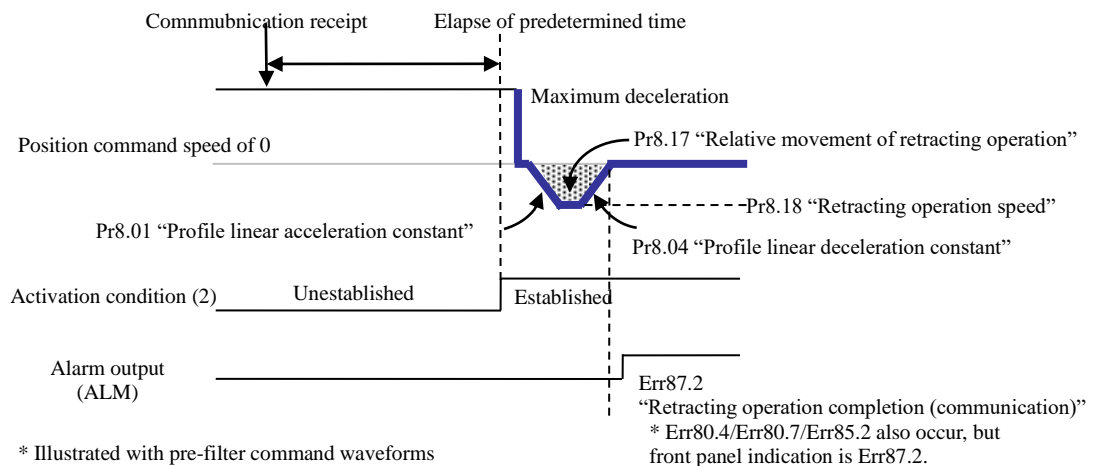 Comnmubnication receipt
Elapse of predetermined time
Maximum deceleration
Position command speed of 0
Pr8.17 “Relative movement of retracting operation”
Pr8.18 “Retracting operation speed”
Pr8.01 “Profile linear acceleration constant”
Pr8.04 “Profile linear deceleration constant”
Activation condition (2)
Unestablished
Established
Alarm output
(ALM)
Err87.2
“Retracting operation completion (communication)”
* Err80.4/Err80.7/Err85.2 also occur, but
front panel indication is Err87.2.
* Illustrated with pre-filter command waveforms